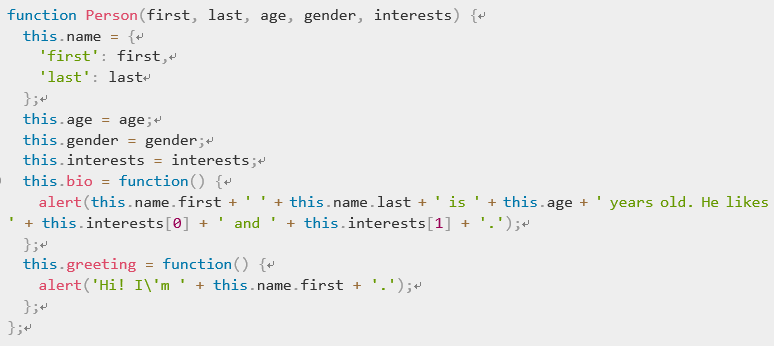 function Person(first, last, age, gender, interests) {↵
  this.name = {↵
    'first': first,↵
    'last': last↵
  };↵
  this.age = age;↵
  this.gender = gender;↵
  this.interests = interests;↵
  this.bio = function() {↵
    alert(this.name.first + ' ' + this.name.last + ' is ' + this.age + ' years old. He likes
' + this.interests[0] + ' and ' + this.interests[1] + '.');↵
  };↵
  this.greeting = function() {↵
    alert('Hi! I\'m ' + this.name.first + '.');↵
  };↵
};↵